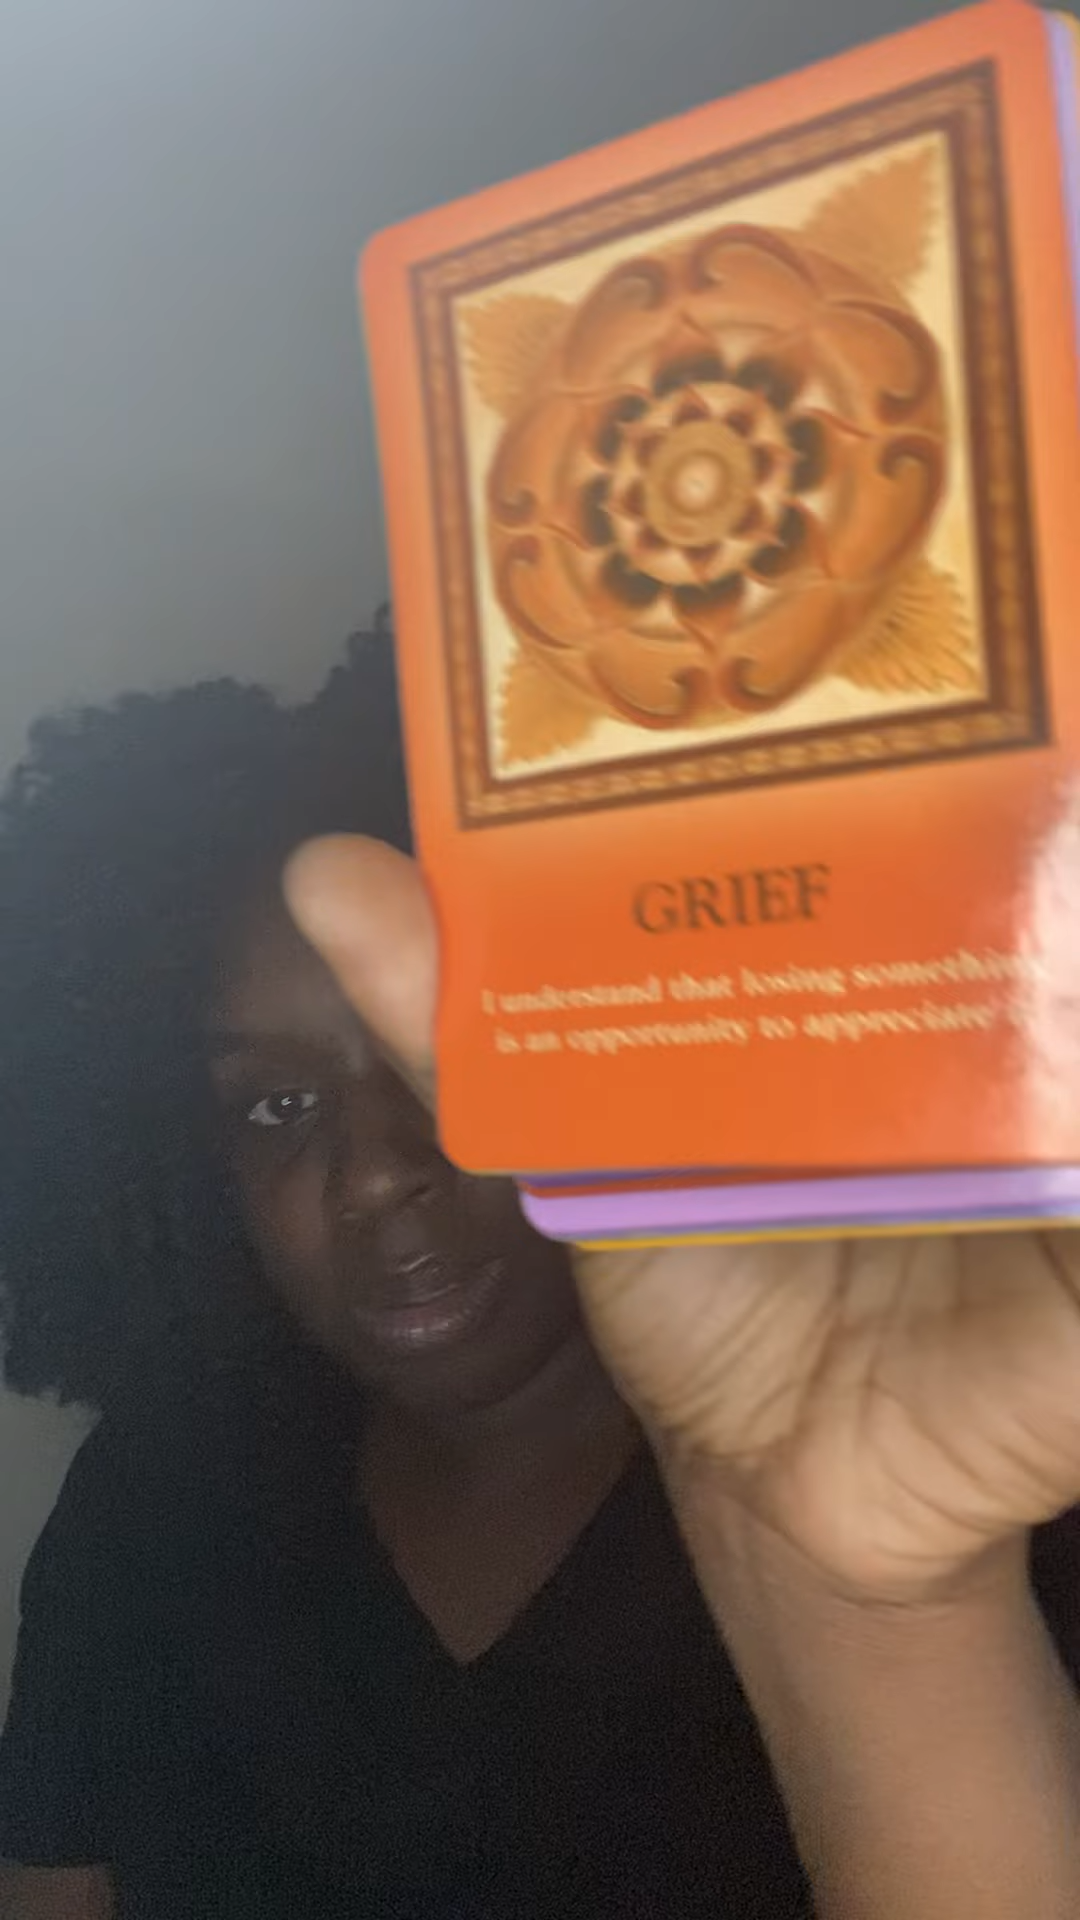 GRIEF
I understand that losing something
is an opportunity to appreciate